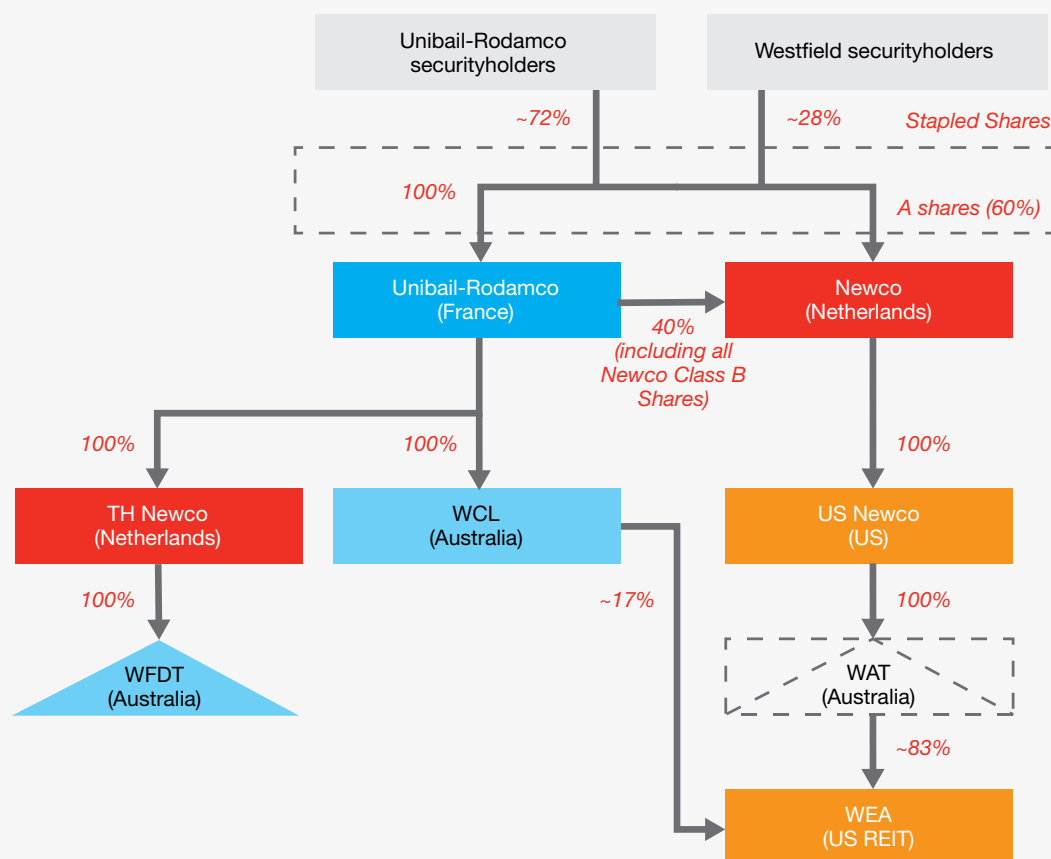 Unibail-Rodamco
securityholders
Westfield securityholders
~72%
~28%
Stapled Shares
100%
A shares (60%)
Unibail-Rodamco
(France)
Newco
(Netherlands)
40%
(including all
Newco Class B
Shares)
100%
100%
100%
TH Newco
(Netherlands)
WCL
(Australia)
US Newco
(US)
100%
~17%
100%
WFDT
(Australia)
WAT
(Australia)
~83%
WEA
(US REIT)